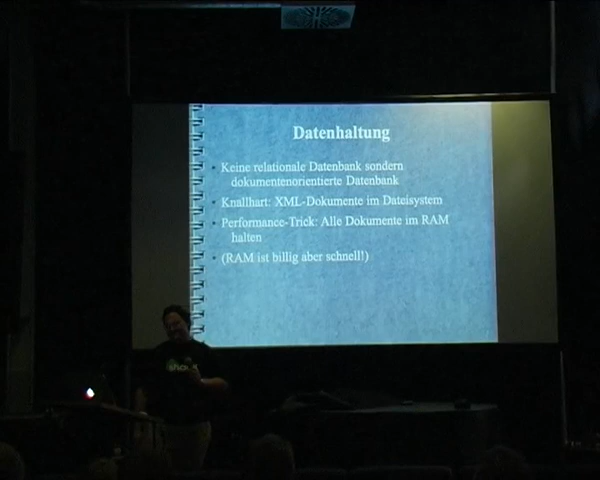 Datenhaltung
Keine relationale Datenbank sondern
dokumentenorientierte Datenbank
Knallhart: XML-Dokumente im Dateisystem
Performance-Trick: Alle Dokumente im RAM
halten
(RAM ist billig aber schnell!)